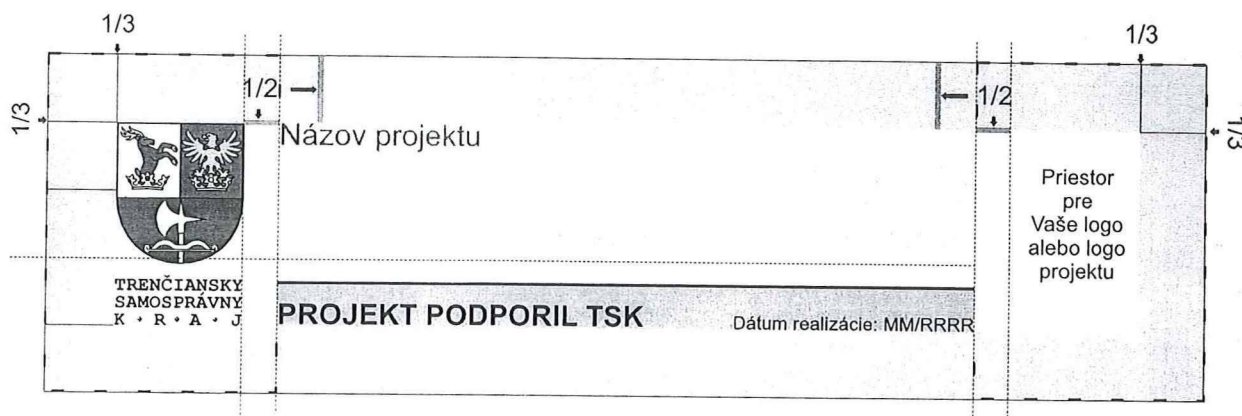 1/3
1/3
1/3
1/2
1/2
1/3
Názov projektu
Priestor
pre
Vaše logo
alebo logo
projektu
TRENČIANSKY
SAMOSPRÁVNY
K • R • A • J
PROJEKT PODPORIL TSK
Dátum realizácie: MM/RRRR